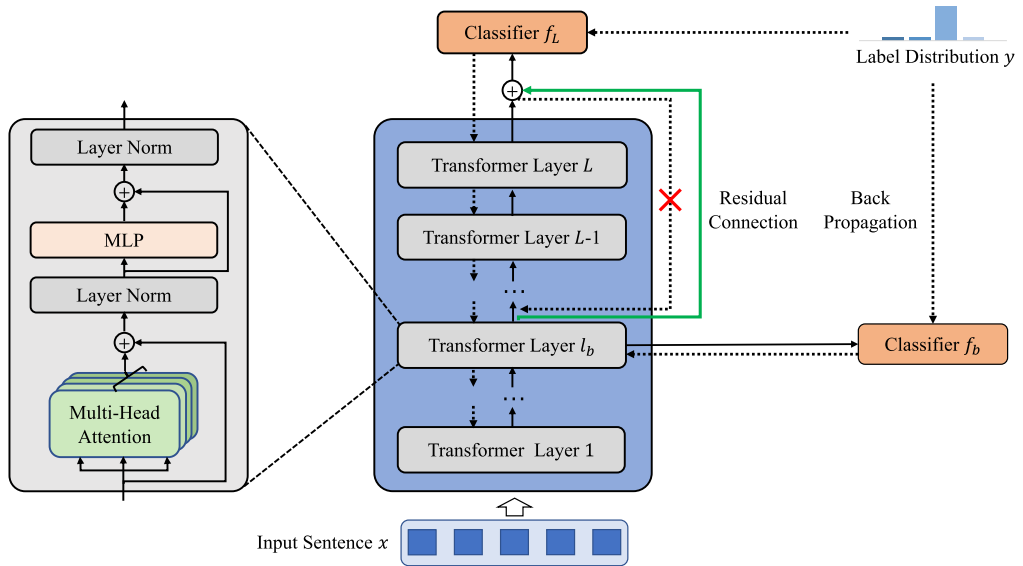 Classifier f_L
Label Distribution y
Layer Norm
MLP
Layer Norm
Multi-Head
Attention
Transformer Layer L
Transformer Layer L-1
...
Transformer Layer l_b
...
Transformer Layer 1
Residual
Connection
Back
Propagation
Classifier f_b
Input Sentence x